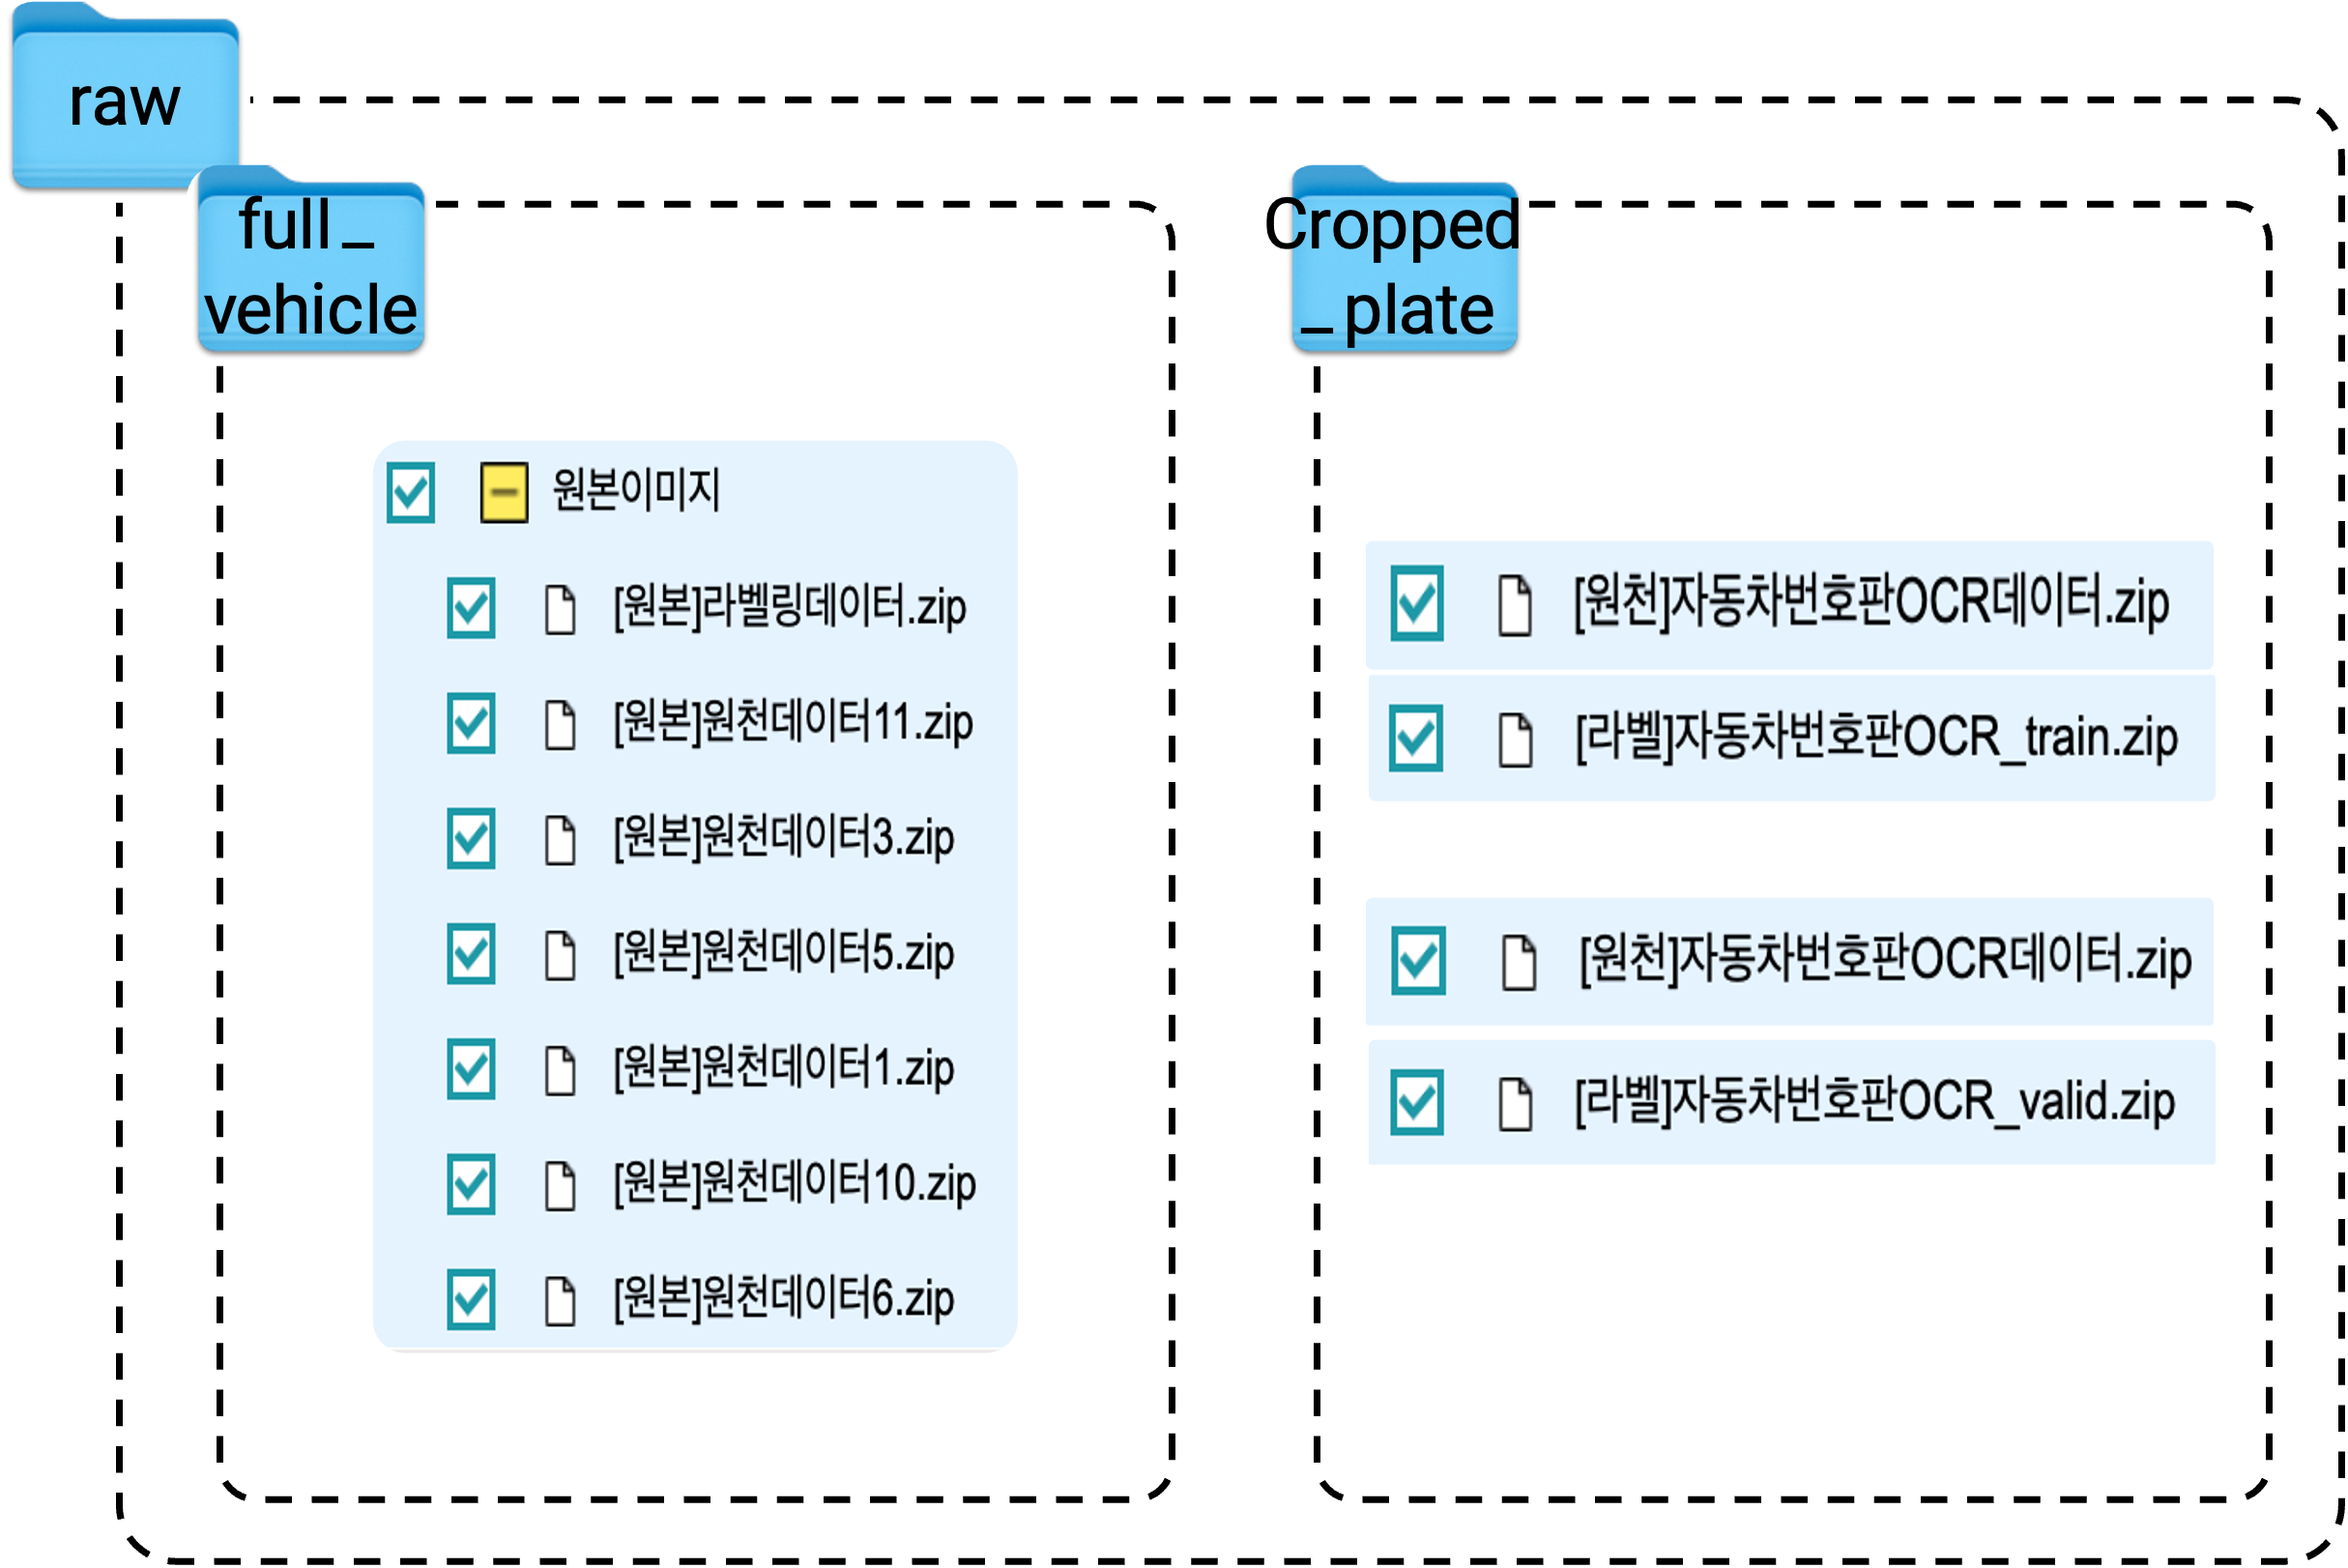 raw
full_
vehicle
원본이미지
[원본]라벨링데이터.zip
[원본]원천데이터11.zip
[원본]원천데이터3.zip
[원본]원천데이터5.zip
[원본]원천데이터1.zip
[원본]원천데이터10.zip
[원본]원천데이터6.zip
Cropped
_plate
[원천]자동차번호판OCR데이터.zip
[라벨]자동차번호판OCR_train.zip
[원천]자동차번호판OCR데이터.zip
[라벨]자동차번호판OCR_valid.zip